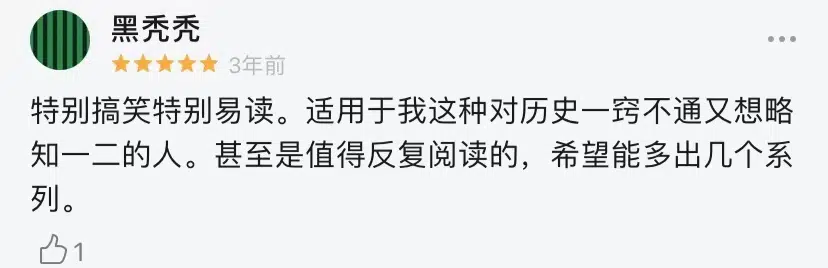 黑秃秃
3年前
特别搞笑特别易读。适用于我这种对历史一窍不通又想略
知一二的人。甚至是值得反复阅读的，希望能多出几个系
列。
1